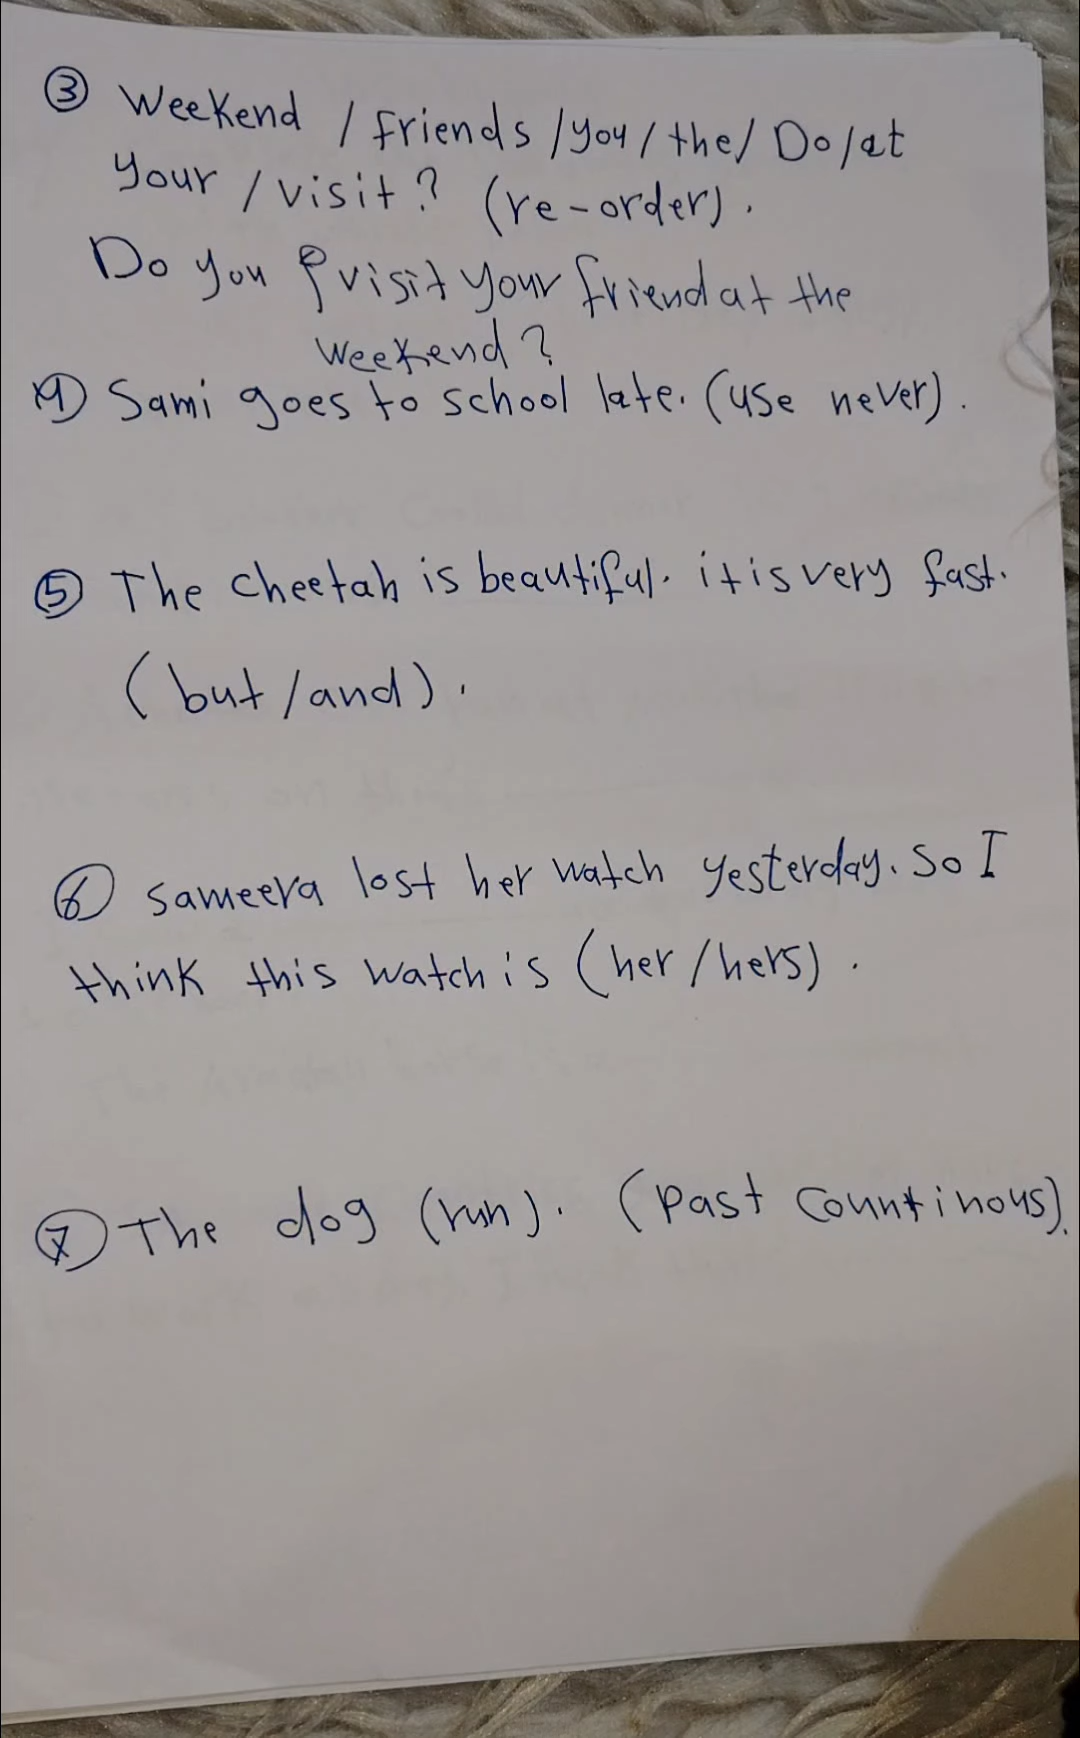 ③ Weekend / friends / you / the / Do / at
your / visit ? (re-order) .
Do you visit your friend at the
Weekend ?
④ Sami goes to school late. (use never) .
⑤ The cheetah is beautiful. it is very fast.
(but / and) .
⑥ sameera lost her watch yesterday. So I
think this watch is (her / hers) .
⑦ The dog (run) . (past countinous) .